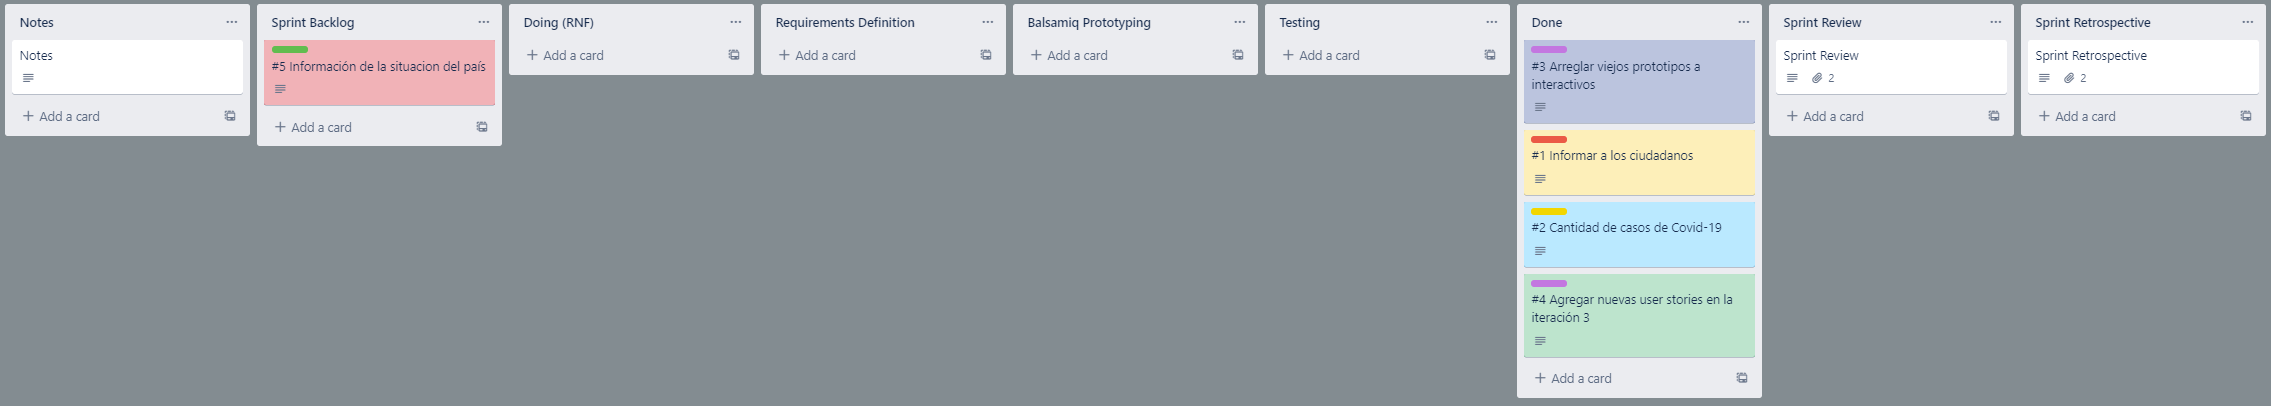 Notes
Notes
Add a card
Sprint Backlog
#5 Información de la situacion del país
Add a card
Doing (RNF)
Add a card
Requirements Definition
Add a card
Balsamiq Prototyping
Add a card
Testing
Add a card
Done
#3 Arreglar viejos prototipos a
interactivos
#1 Informar a los ciudadanos
#2 Cantidad de casos de Covid-19
#4 Agregar nuevas user stories en la
iteración 3
Add a card
Sprint Review
Sprint Review
2
Add a card
Sprint Retrospective
Sprint Retrospective
2
Add a card